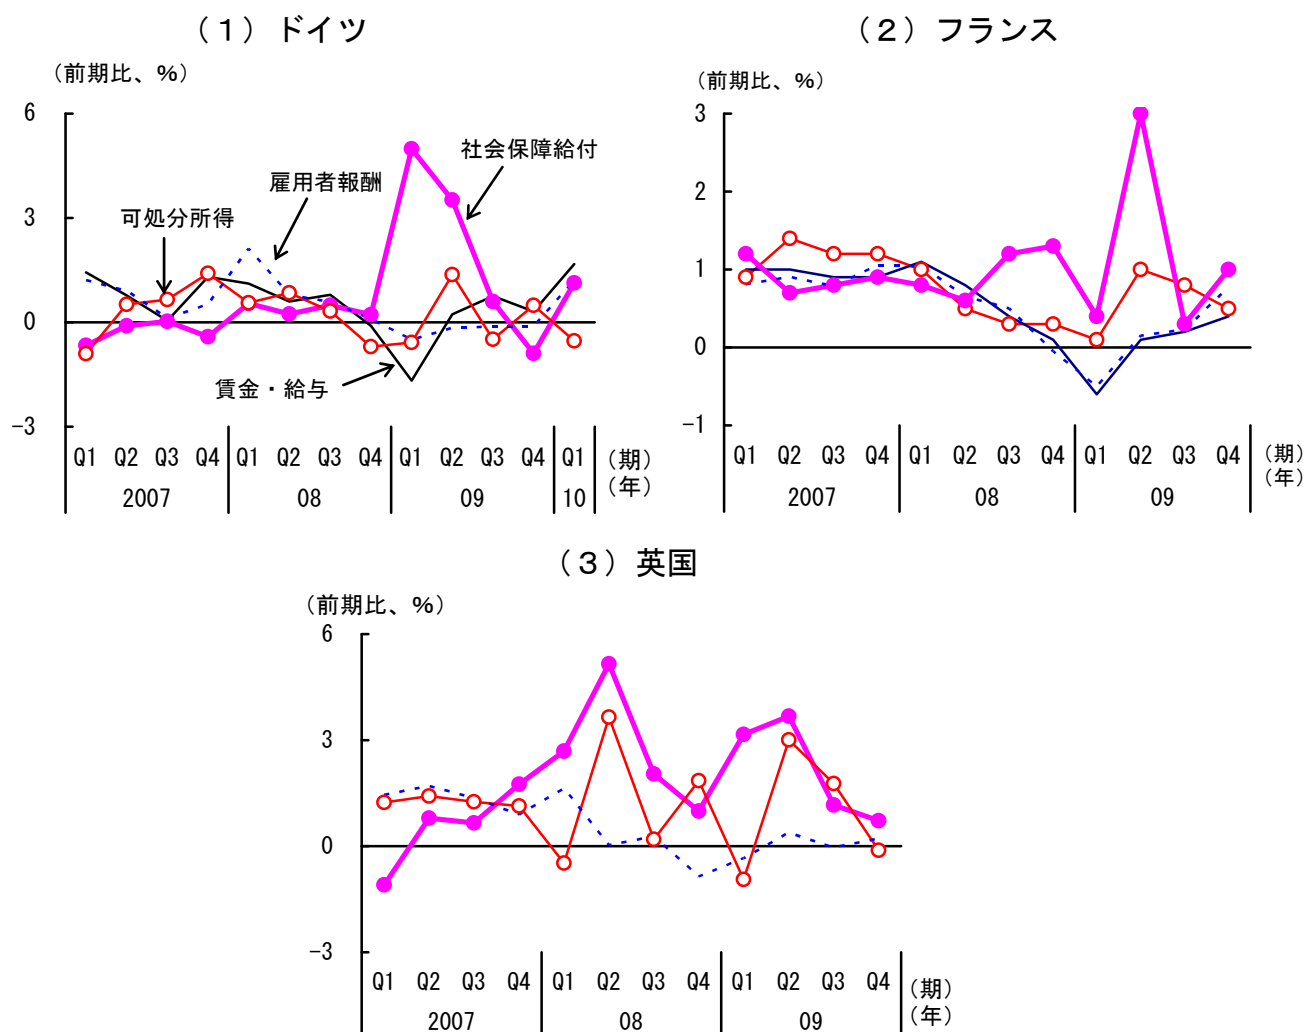 （１）ドイツ
（前期比、%）
6
3
0
-3
社会保障給付
雇用者報酬
可処分所得
賃金・給与
Q1 Q2 Q3 Q4 Q1 Q2 Q3 Q4 Q1 Q2 Q3 Q4 Q1 （期）
2007 08 09 10 （年）
（２）フランス
（前期比、%）
3
2
1
0
-1
Q1 Q2 Q3 Q4 Q1 Q2 Q3 Q4 Q1 Q2 Q3 Q4 （期）
2007 08 09 （年）
（３）英国
（前期比、%）
6
3
0
-3
Q1 Q2 Q3 Q4 Q1 Q2 Q3 Q4 Q1 Q2 Q3 Q4 （期）
2007 08 09 （年）